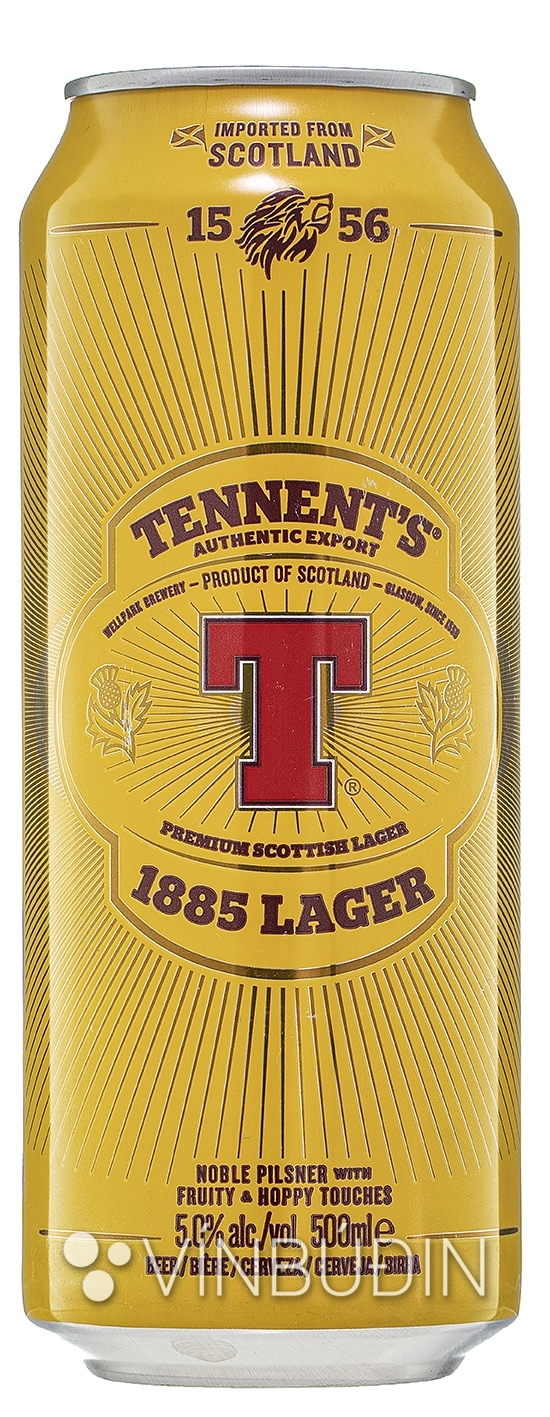 IMPORTED FROM
SCOTLAND
15 56
TENNENT'S®
AUTHENTIC EXPORT
WELLPARK BREWERY – PRODUCT OF SCOTLAND – GLASGOW, SINCE 1556
T®
PREMIUM SCOTTISH LAGER
1885 LAGER
NOBLE PILSNER WITH
FRUITY & HOPPY TOUCHES
5.0% alc/vol 500ml e
VINBÚÐIN
BEER/BIÈRE/CERVEZA/CERVEJA/BIRRA